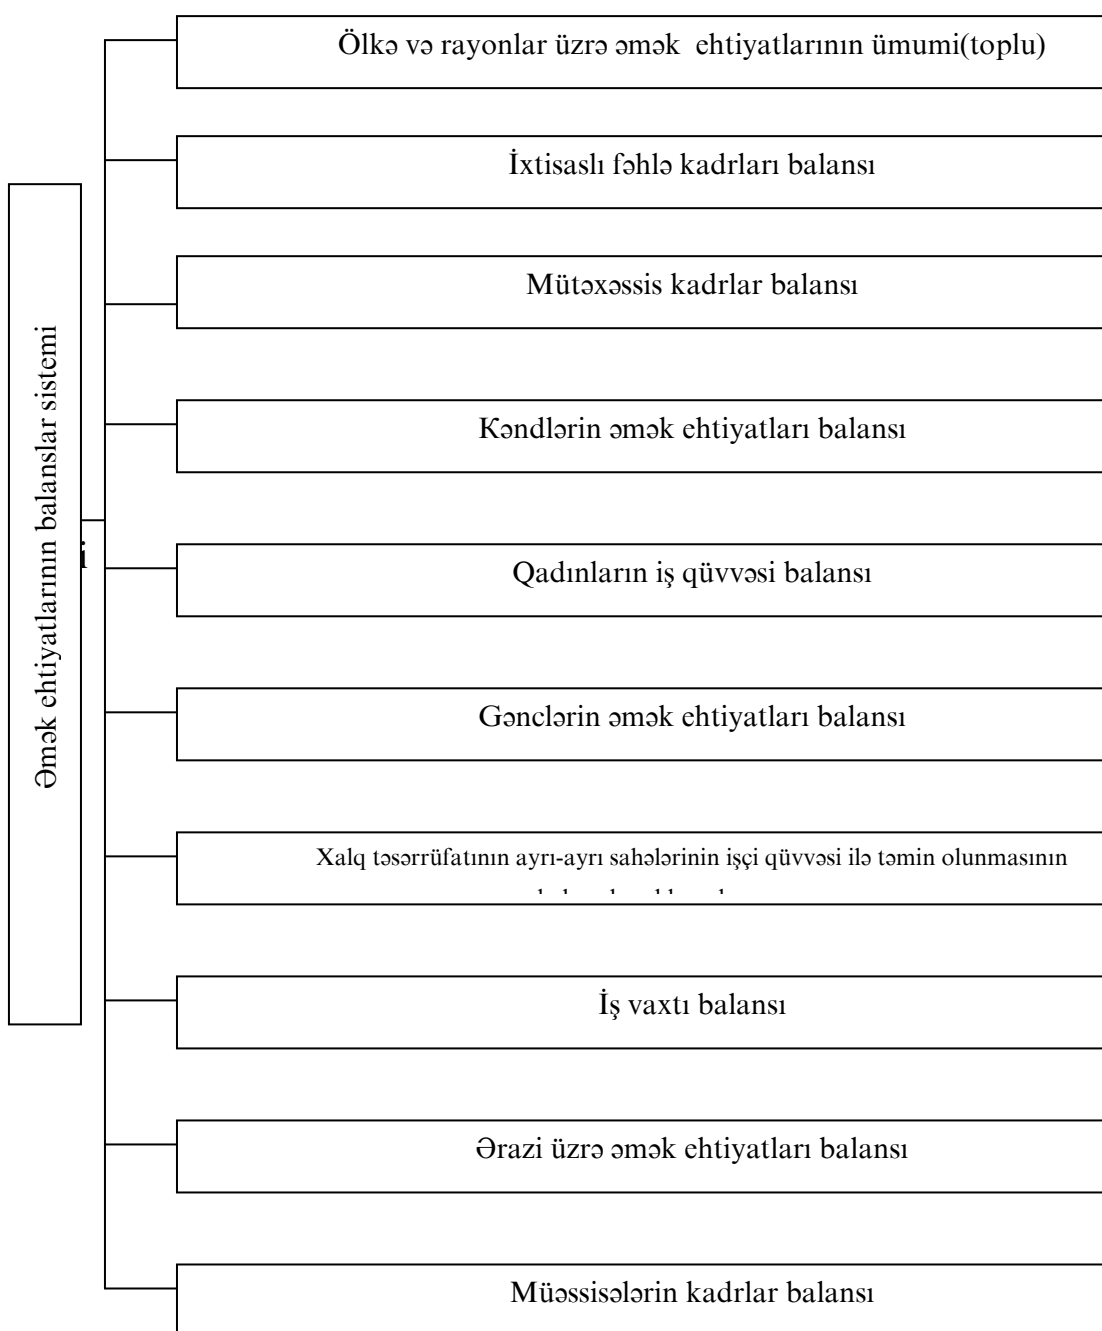 Ölkə və rayonlar üzrə əmək ehtiyatlarının ümumi(toplu)
İxtisaslı fəhlə kadrları balansı
Mütəxəssis kadrlar balansı
Kəndlərin əmək ehtiyatları balansı
Əmək ehtiyatlarının balanslar sistemi
i
Qadınların iş qüvvəsi balansı
Gənclərin əmək ehtiyatları balansı
Xalq təsərrüfatının ayrı-ayrı sahələrinin işçi qüvvəsi ilə təmin olunmasının
İş vaxtı balansı
Ərazi üzrə əmək ehtiyatları balansı
Müəssisələrin kadrlar balansı